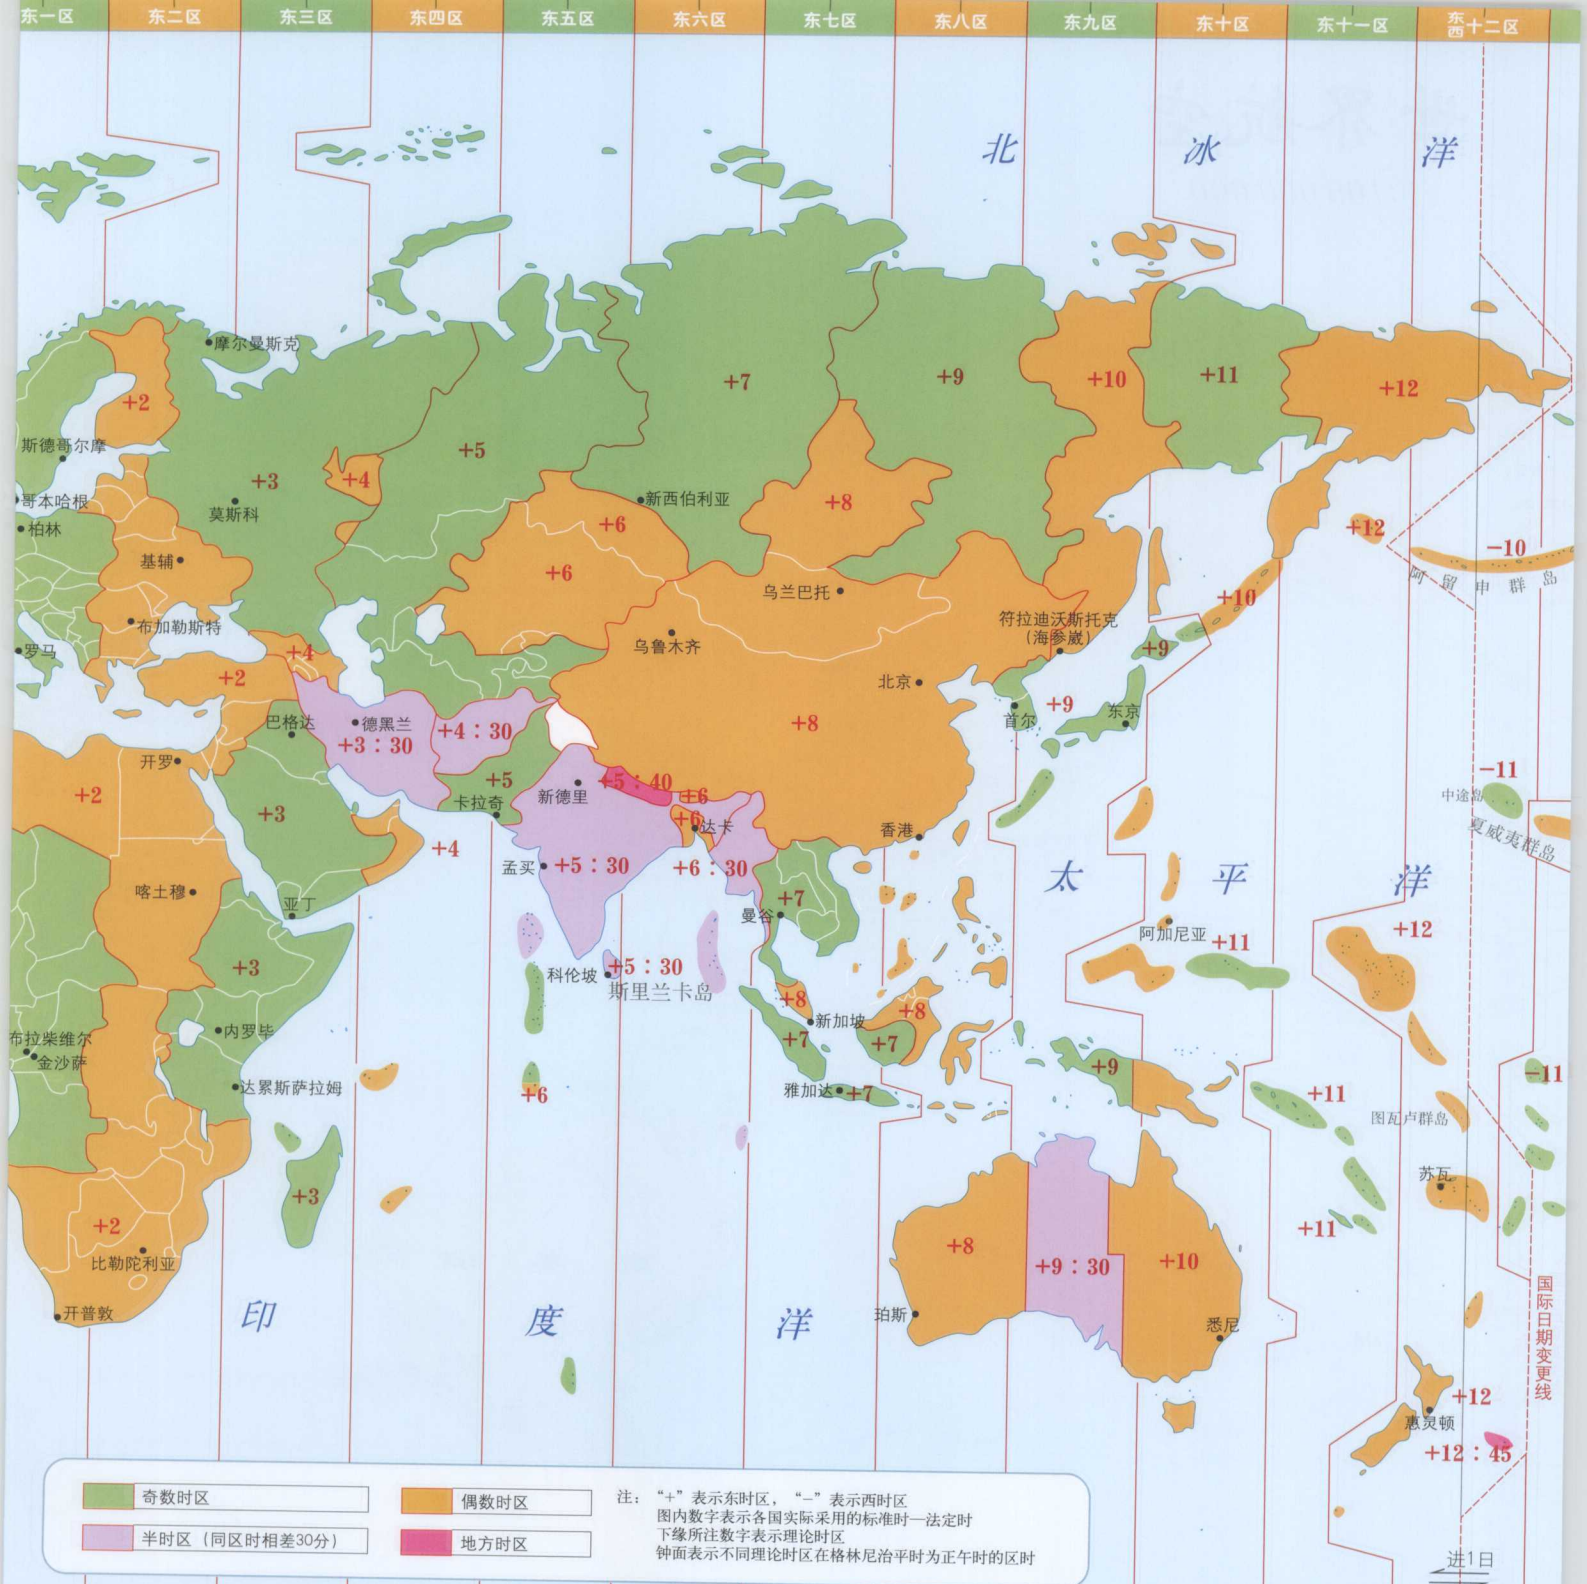 东一区
东二区
东三区
东四区
东五区
东六区
东七区
东八区
东九区
东十区
东十一区
东西十二区
北冰洋
摩尔曼斯克
+2
+3
+4
+5
+7
+9
+10
+11
+12
斯德哥尔摩
哥本哈根
柏林
莫斯科
新西伯利亚
+6
+8
+12
-10
阿留申群岛
基辅
+6
乌兰巴托
+10
布加勒斯特
符拉迪沃斯托克
(海参崴)
罗马
+4
乌鲁木齐
+9
+2
北京
巴格达
德黑兰
+3:30
+4:30
+8
首尔
+9
东京
开罗
+2
+5
卡拉奇
新德里
+5:40
+6
-11
中途岛
夏威夷群岛
+3
+6
达卡
香港
+4
孟买
+5:30
+6:30
太平洋
喀土穆
亚丁
+7
曼谷
阿加尼亚
+11
+12
+3
科伦坡
+5:30
斯里兰卡岛
+8
新加坡
+8
布拉柴维尔
金沙萨
内罗毕
+7
+7
+9
-11
达累斯萨拉姆
+6
雅加达
+7
+11
图瓦卢群岛
苏瓦
+3
+2
+11
比勒陀利亚
+8
+9:30
+10
开普敦
印度洋
珀斯
悉尼
国际日期变更线
+12
惠灵顿
+12:45
奇数时区
偶数时区
半时区（同区时相差30分）
地方时区
注：“+”表示东时区，“-”表示西时区
图内数字表示各国实际采用的标准时—法定时
下缘所注数字表示理论时区
钟面表示不同理论时区在格林尼治平时为正午时的区时
进1日